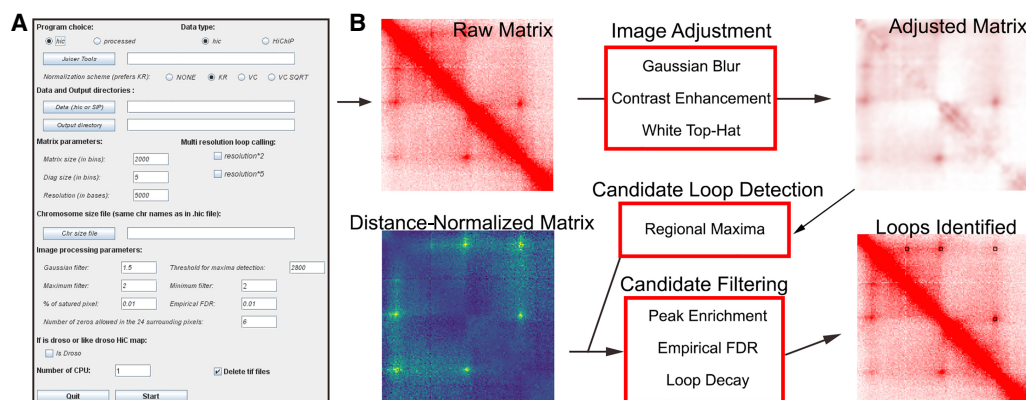 A
Program choice: Data type:
hic processed hic HiChIP
Juicer Tools
Normalization scheme (prefers KR): NONE KR VC VC SQRT
Data and Output directories :
Data (hic or SIP)
Output directory
Matrix parameters: Multi resolution loop calling:
Matrix size (in bins): 2000 resolution*2
Diag size (in bins): 5 resolution*5
Resolution (in bases): 5000
Chromosome size file (same chr names as in .hic file):
Chr size file
Image processing parameters:
Gaussian filter: 1.5 Threshold for maxima detection: 2800
Maximum filter: 2 Minimum filter: 2
% of satured pixel: 0.01 Empirical FDR: 0.01
Number of zeros allowed in the 24 surrounding pixels: 6
If is droso or like droso HiC map:
Is Droso
Number of CPU: 1 Delete tif files
Quit Start
B
Raw Matrix
Image Adjustment
Gaussian Blur
Contrast Enhancement
White Top-Hat
Adjusted Matrix
Candidate Loop Detection
Regional Maxima
Distance-Normalized Matrix
Candidate Filtering
Peak Enrichment
Empirical FDR
Loop Decay
Loops Identified